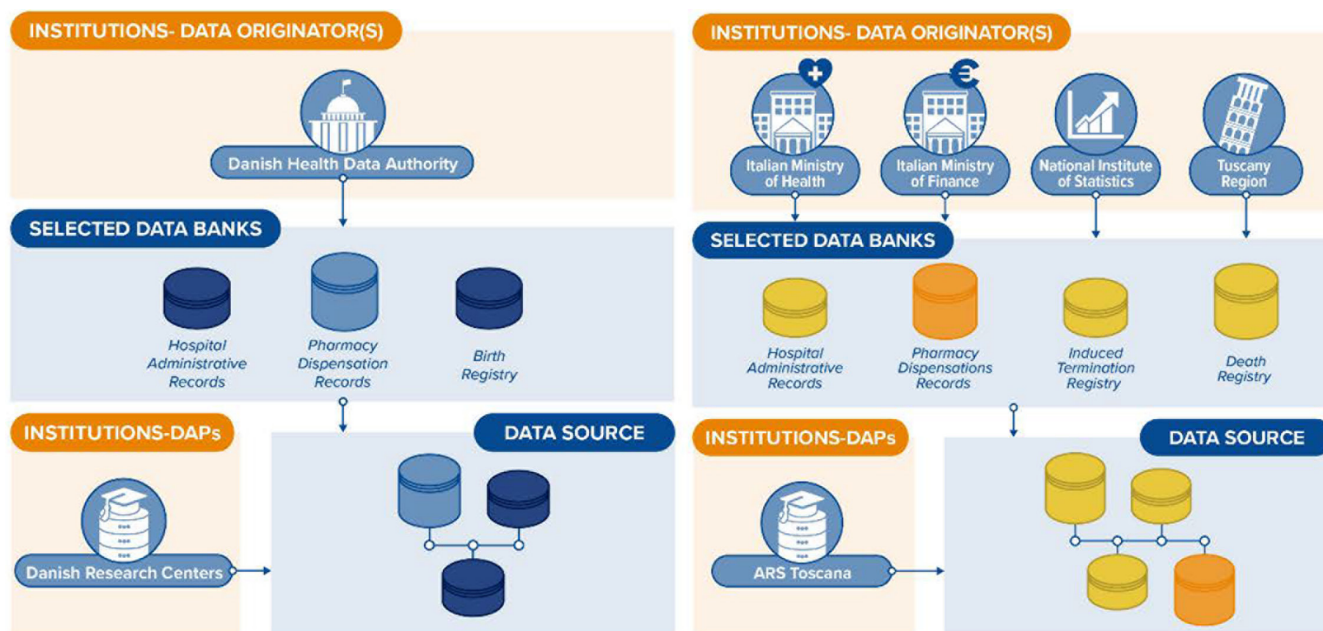 INSTITUTIONS- DATA ORIGINATOR(S)
Danish Health Data Authority
SELECTED DATA BANKS
Hospital
Administrative
Records
Pharmacy
Dispensation
Records
Birth
Registry
INSTITUTIONS-DAPs
Danish Research Centers
DATA SOURCE
INSTITUTIONS- DATA ORIGINATOR(S)
Italian Ministry
of Health
Italian Ministry
of Finance
National Institute
of Statistics
Tuscany
Region
SELECTED DATA BANKS
Hospital
Administrative
Records
Pharmacy
Dispensations
Records
Induced
Termination
Registry
Death
Registry
INSTITUTIONS-DAPs
ARS Toscana
DATA SOURCE